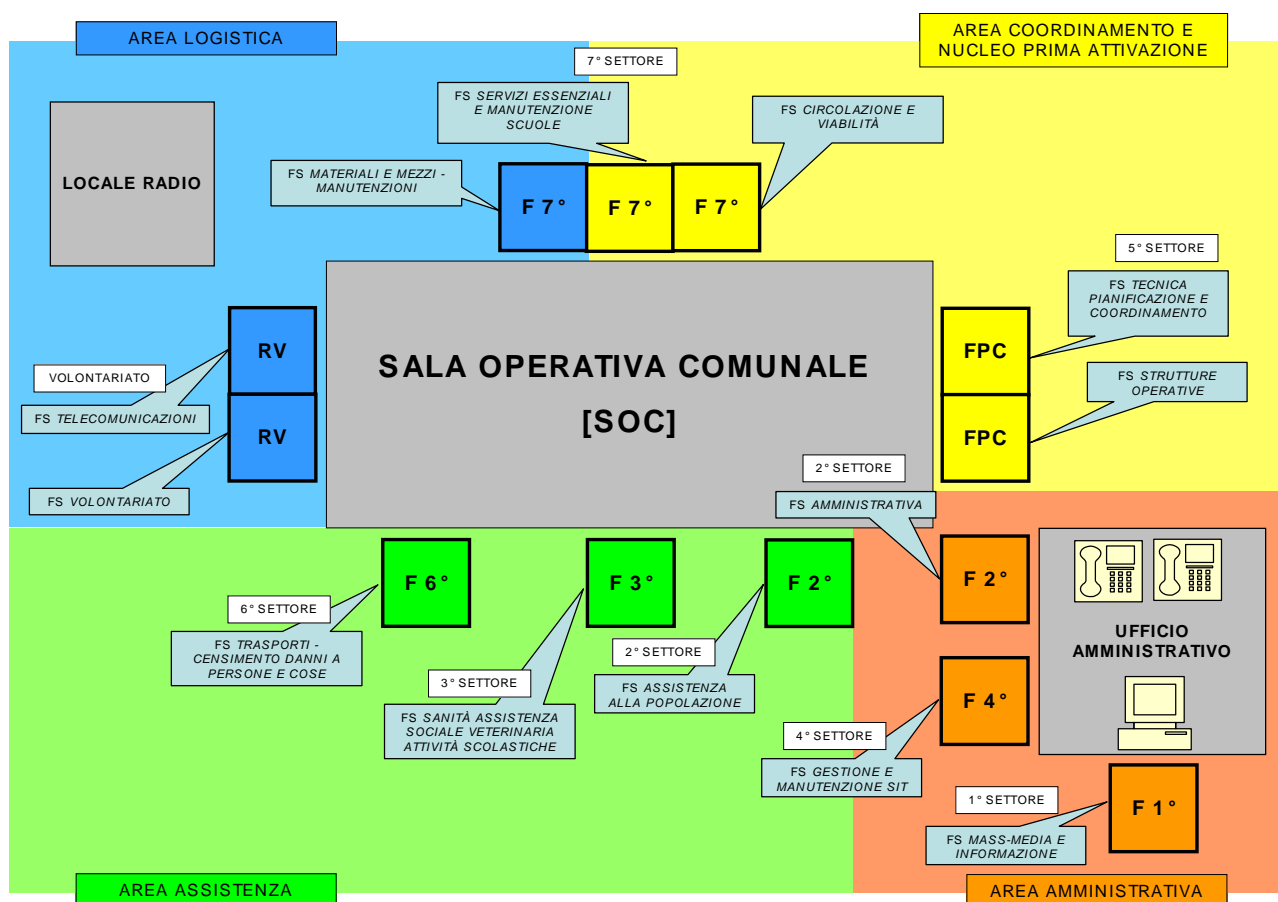 AREA LOGISTICA
AREA COORDINAMENTO E
NUCLEO PRIMA ATTIVAZIONE
7° SETTORE
FS SERVIZI ESSENZIALI
E MANUTENZIONE
SCUOLE
FS CIRCOLAZIONE E
VIABILITÀ
LOCALE RADIO
FS MATERIALI E MEZZI -
MANUTENZIONI
F 7°
F 7°
F 7°
5° SETTORE
FS TECNICA
PIANIFICAZIONE E
COORDINAMENTO
RV
SALA OPERATIVA COMUNALE
[SOC]
FPC
VOLONTARIATO
FS TELECOMUNICAZIONI
FS STRUTTURE
OPERATIVE
RV
FPC
FS VOLONTARIATO
2° SETTORE
FS AMMINISTRATIVA
F 6°
F 3°
F 2°
F 2°
6° SETTORE
FS TRASPORTI -
CENSIMENTO DANNI A
PERSONE E COSE
UFFICIO
AMMINISTRATIVO
2° SETTORE
FS ASSISTENZA
ALLA POPOLAZIONE
3° SETTORE
FS SANITÀ ASSISTENZA
SOCIALE VETERINARIA
ATTIVITÀ SCOLASTICHE
F 4°
4° SETTORE
FS GESTIONE E
MANUTENZIONE SIT
1° SETTORE
F 1°
FS MASS-MEDIA E
INFORMAZIONE
AREA ASSISTENZA
AREA AMMINISTRATIVA